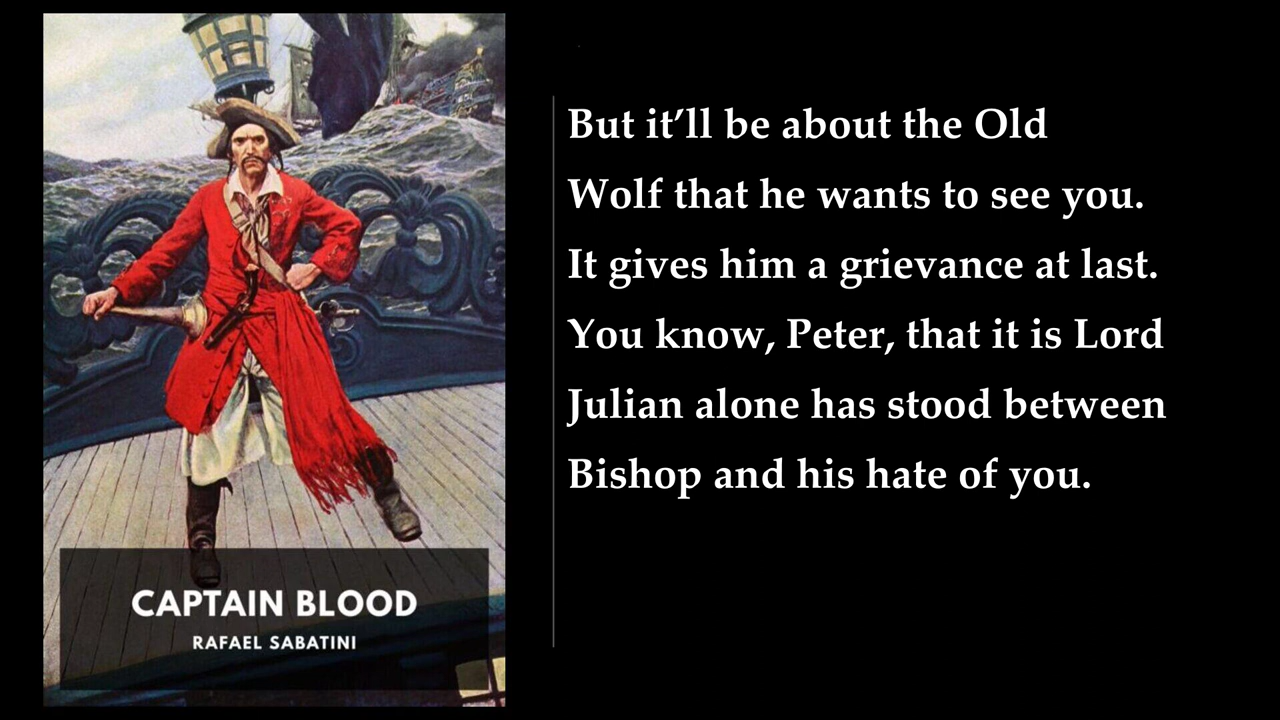 CAPTAIN BLOOD
RAFAEL SABATINI
But it’ll be about the Old
Wolf that he wants to see you.
It gives him a grievance at last.
You know, Peter, that it is Lord
Julian alone has stood between
Bishop and his hate of you.